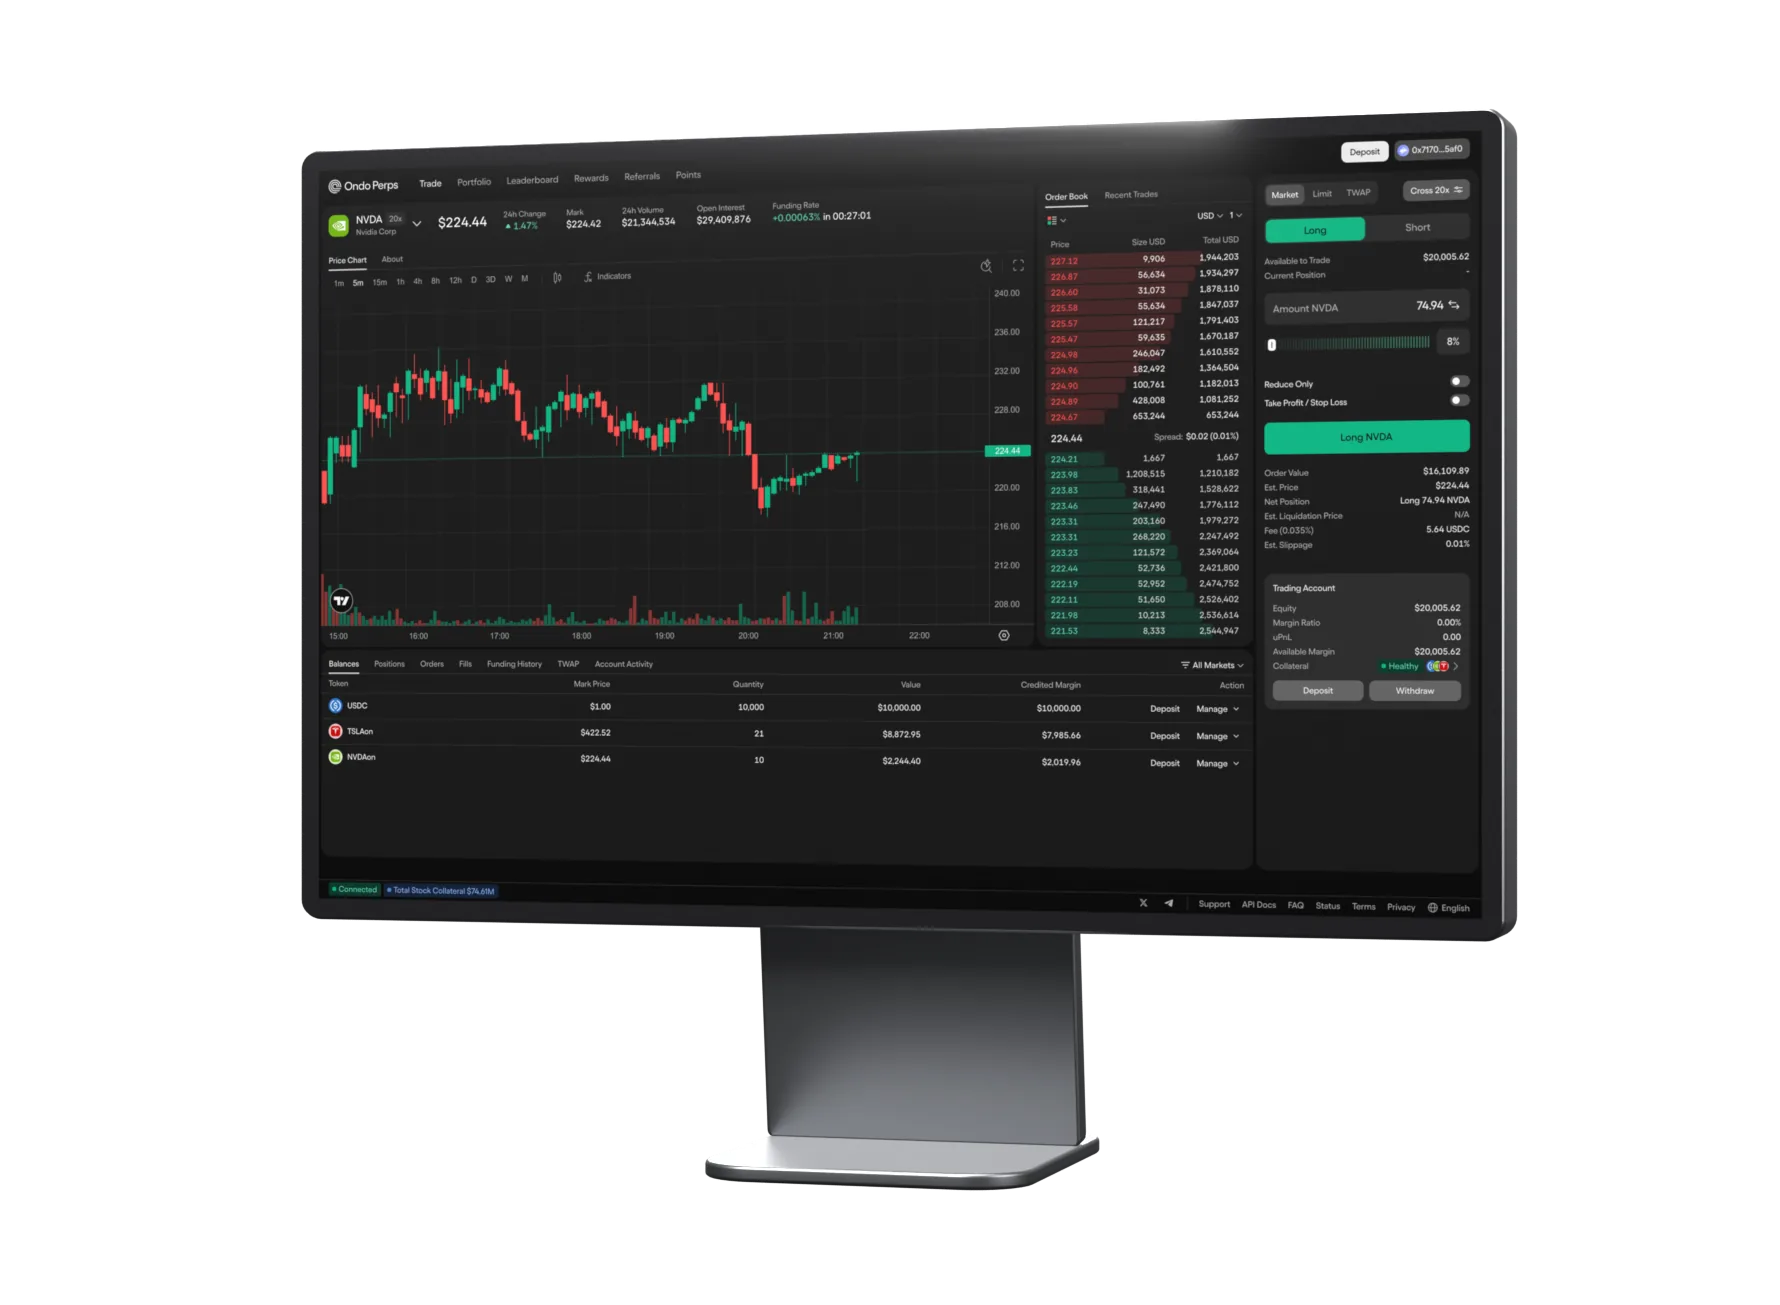 Deposit
0x7170...5af0
Ondo Perps
Trade
Portfolio
Leaderboard
Rewards
Referrals
Points
NVDA 20x
Nvidia Corp
$224.44
24h Change
1.47%
Mark
$224.42
24h Volume
$21,344,534
Open Interest
$29,409,876
Funding Rate
+0.00063% in 00:27:01
Price Chart
About
1m 5m 15m 1h 4h 8h 12h D 3D W M
Indicators
240.00
236.00
232.00
228.00
224.44
220.00
216.00
212.00
208.00
15:00 16:00 17:00 18:00 19:00 20:00 21:00 22:00
Order Book
Recent Trades
USD 1
Price Size USD Total USD
227.12 9,906 1,944,203
226.87 56,634 1,934,297
226.60 31,073 1,878,110
225.58 55,634 1,847,037
225.57 121,217 1,791,403
225.47 59,635 1,670,187
224.98 246,047 1,610,552
224.96 182,492 1,364,504
224.90 100,761 1,182,013
224.89 428,008 1,081,252
224.67 653,244 653,244
224.44 Spread: $0.02 (0.01%)
224.21 1,667 1,667
223.98 1,208,515 1,210,182
223.83 318,441 1,528,622
223.46 247,490 1,776,112
223.31 203,160 1,979,272
223.31 268,220 2,247,492
223.23 121,572 2,369,064
222.44 52,736 2,421,800
222.19 52,952 2,474,752
222.11 51,650 2,526,402
221.98 10,213 2,536,614
221.53 8,333 2,544,947
Market Limit TWAP
Cross 20x
Long
Short
Available to Trade $20,005.62
Current Position -
Amount NVDA 74.94
8%
Reduce Only
Take Profit / Stop Loss
Long NVDA
Order Value $16,109.89
Est. Price $224.44
Net Position Long 74.94 NVDA
Est. Liquidation Price N/A
Fee (0.035%) 5.64 USDC
Est. Slippage 0.01%
Trading Account
Equity $20,005.62
Margin Ratio 0.00%
uPnL 0.00
Available Margin $20,005.62
Collateral Healthy
Deposit
Withdraw
Balances Positions Orders Fills Funding History TWAP Account Activity
All Markets
Token Mark Price Quantity Value Credited Margin Action
USDC $1.00 10,000 $10,000.00 $10,000.00 Deposit Manage
TSLAon $422.52 21 $8,872.95 $7,985.66 Deposit Manage
NVDAon $224.44 10 $2,244.40 $2,019.96 Deposit Manage
Connected
Total Stock Collateral $74.61M
Support API Docs FAQ Status Terms Privacy English